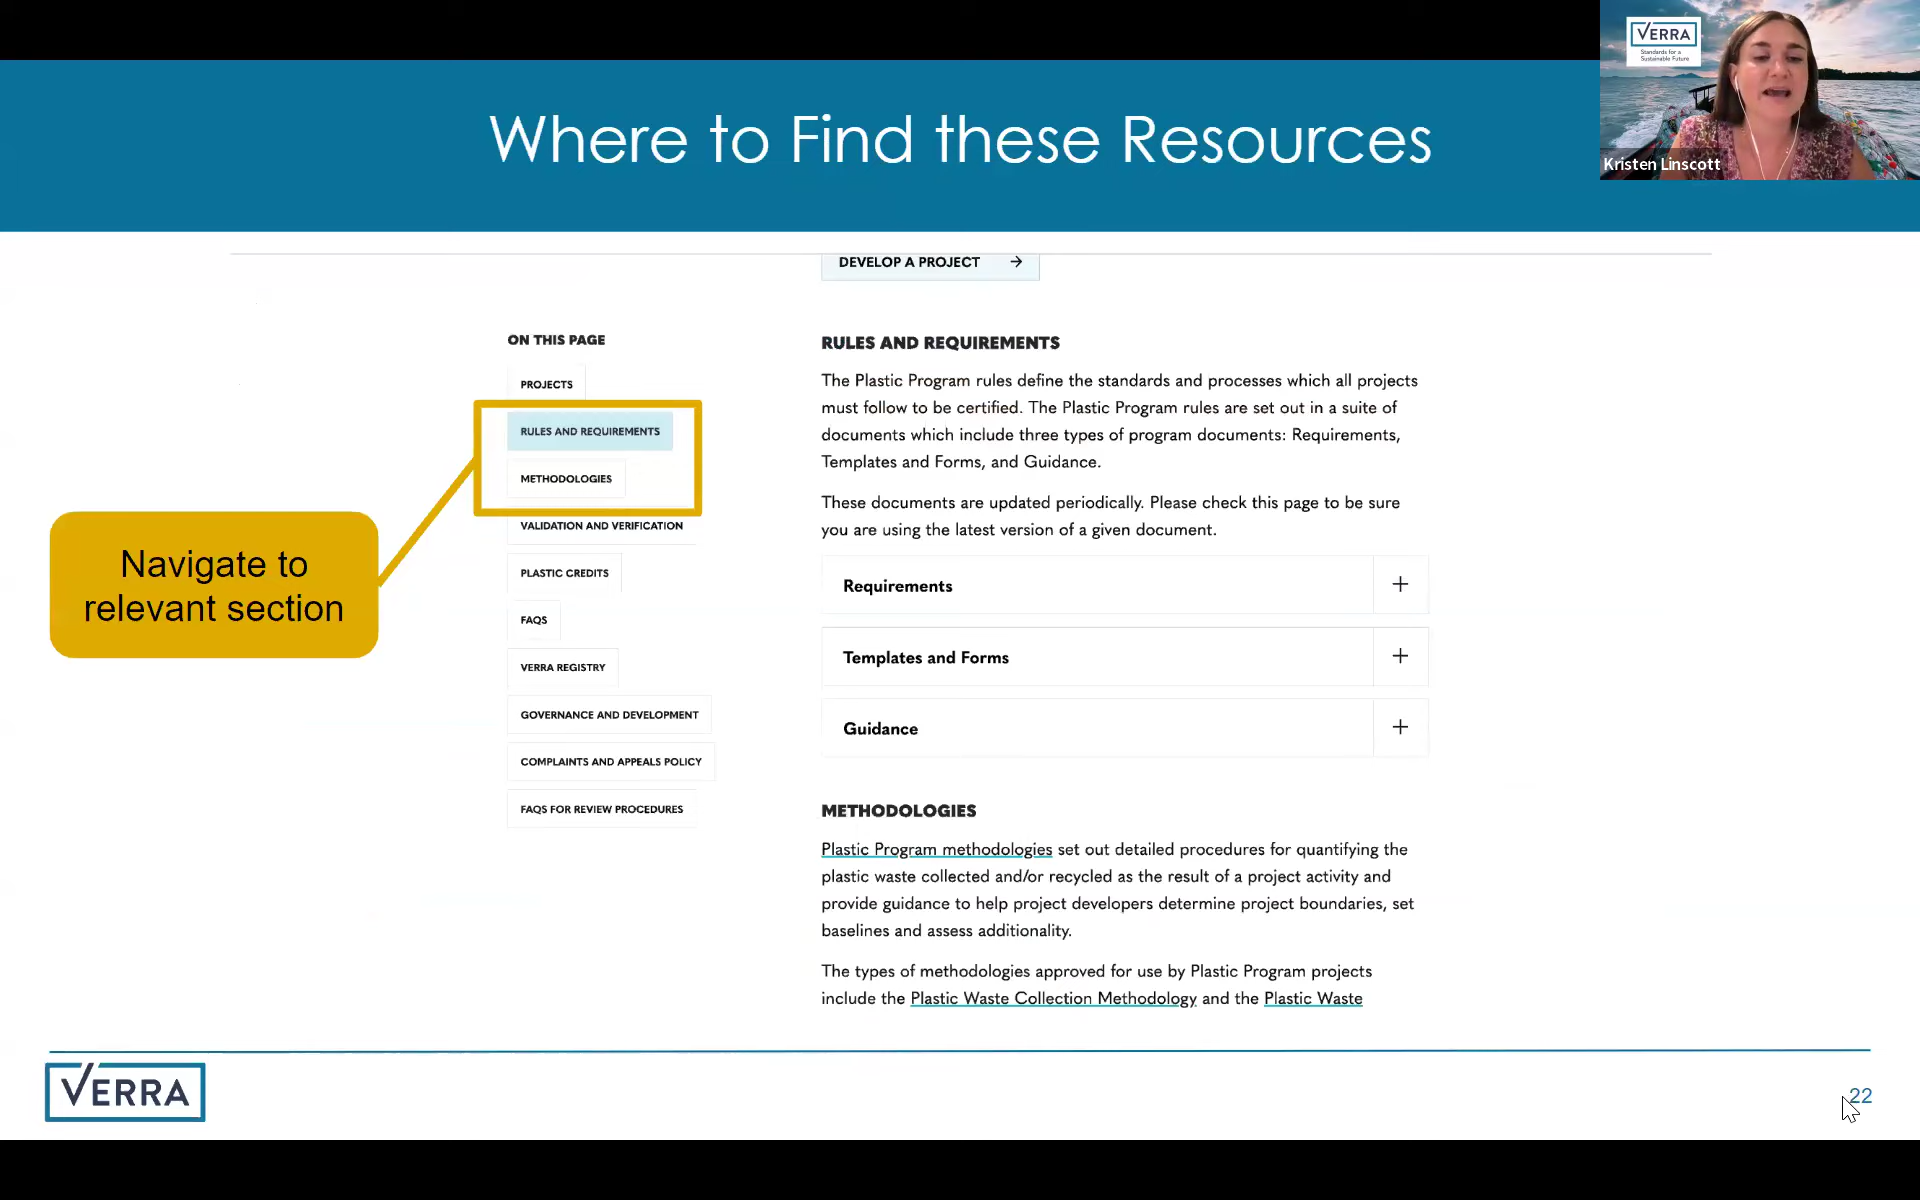 VERRA
Standards for a
Sustainable Future
Kristen Linscott
Where to Find these Resources
DEVELOP A PROJECT →
ON THIS PAGE
PROJECTS
RULES AND REQUIREMENTS
METHODOLOGIES
VALIDATION AND VERIFICATION
PLASTIC CREDITS
FAQS
VERRA REGISTRY
GOVERNANCE AND DEVELOPMENT
COMPLAINTS AND APPEALS POLICY
FAQS FOR REVIEW PROCEDURES
Navigate to
relevant section
RULES AND REQUIREMENTS
The Plastic Program rules define the standards and processes which all projects
must follow to be certified. The Plastic Program rules are set out in a suite of
documents which include three types of program documents: Requirements,
Templates and Forms, and Guidance.
These documents are updated periodically. Please check this page to be sure
you are using the latest version of a given document.
Requirements +
Templates and Forms +
Guidance +
METHODOLOGIES
Plastic Program methodologies set out detailed procedures for quantifying the
plastic waste collected and/or recycled as the result of a project activity and
provide guidance to help project developers determine project boundaries, set
baselines and assess additionality.
The types of methodologies approved for use by Plastic Program projects
include the Plastic Waste Collection Methodology and the Plastic Waste
VERRA
22